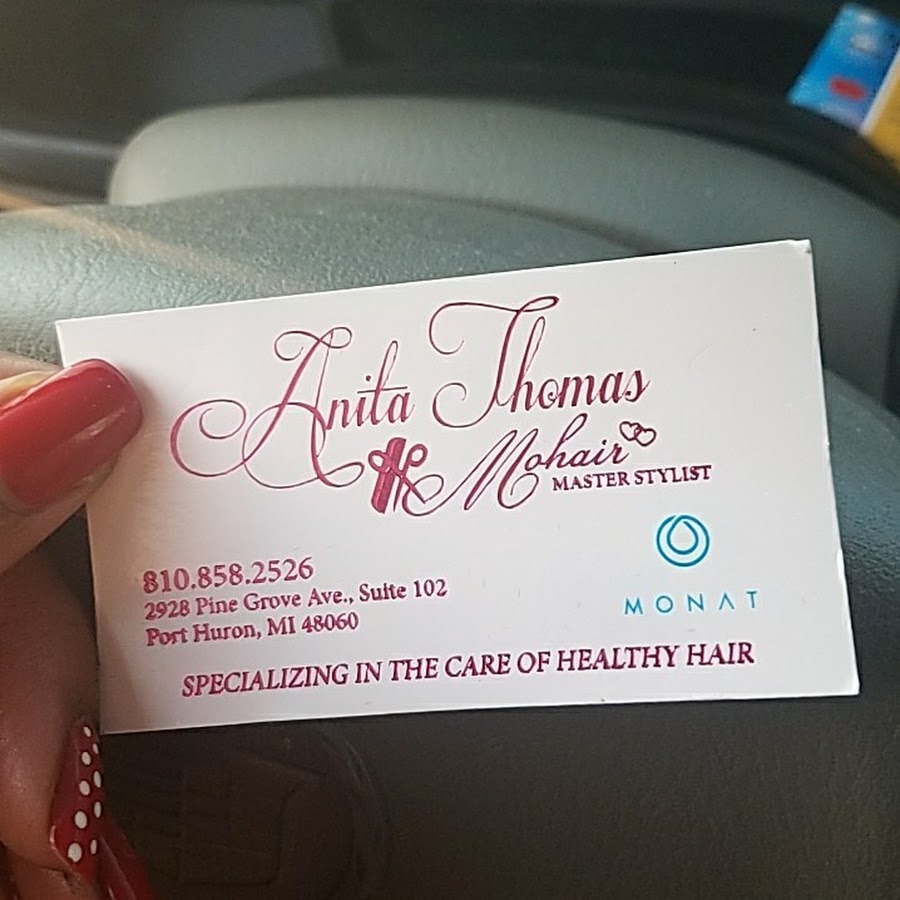 Anita Thomas
Mohair
MASTER STYLIST
810.858.2526
2928 Pine Grove Ave., Suite 102
Port Huron, MI 48060
MONAT
SPECIALIZING IN THE CARE OF HEALTHY HAIR